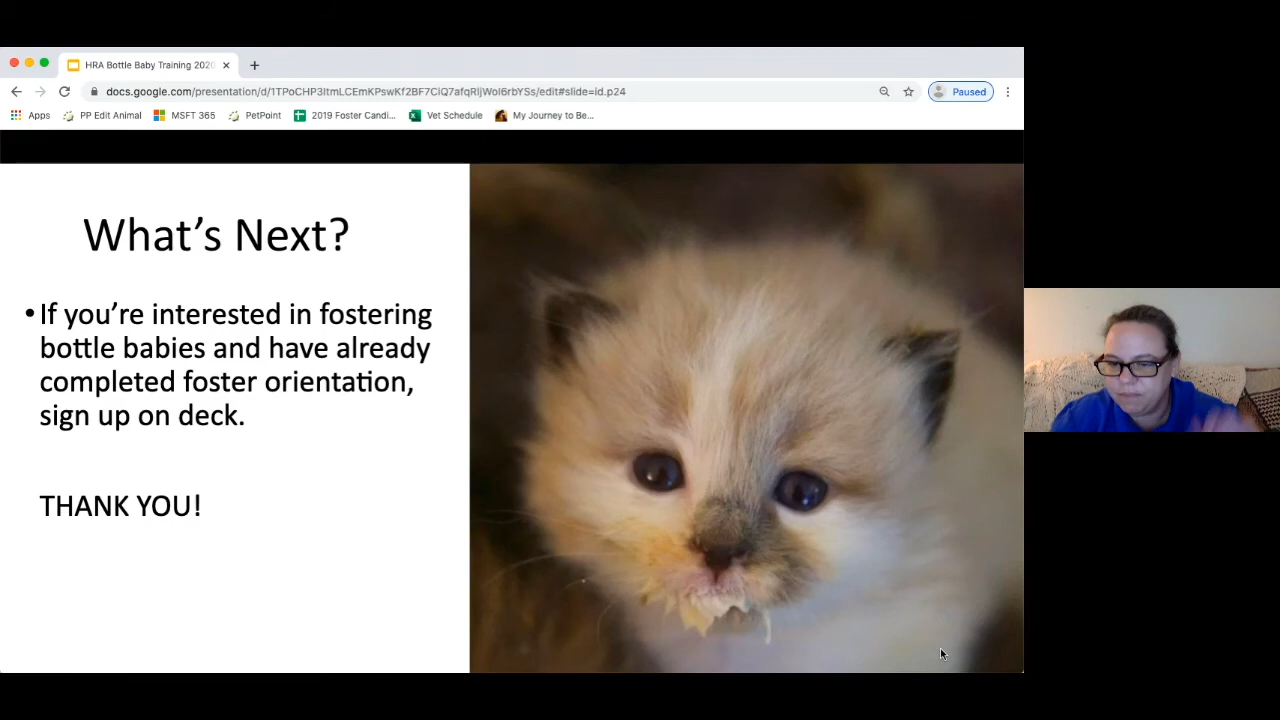 HRA Bottle Baby Training 2020
docs.google.com/presentation/d/1TPoCHP3ItmLCEmKPswKf2BF7CiQ7afqRIjWoI6rbYSs/edit#slide=id.p24
Paused
Apps
PP Edit Animal
MSFT 365
PetPoint
2019 Foster Candi...
Vet Schedule
My Journey to Be...
What’s Next?
•If you’re interested in fostering
bottle babies and have already
completed foster orientation,
sign up on deck.
THANK YOU!